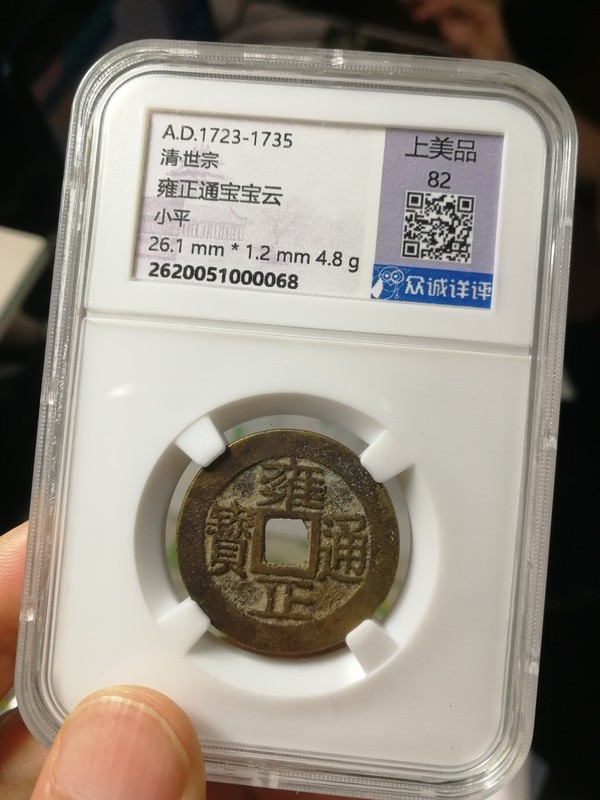 A.D.1723-1735
清·世宗
雍正通宝宝云
小平
26.1 mm * 1.2 mm 4.8 g
2620051000068
上美品
82
众诚详评
雍
寶 通
正